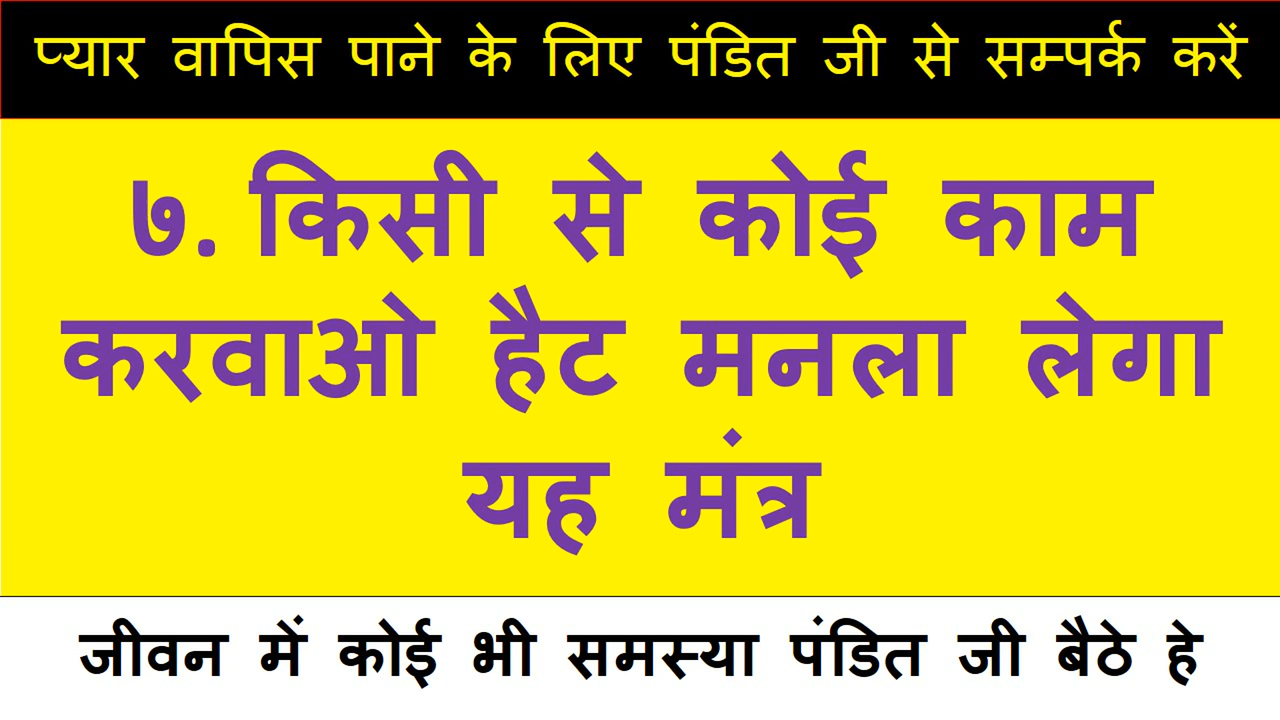 प्यार वापिस पाने के लिए पंडित जी से सम्पर्क करें
७. किसी से कोई काम
करवाओ हैट मनला लेगा
यह मंत्र
जीवन में कोई भी समस्या पंडित जी बैठे हे